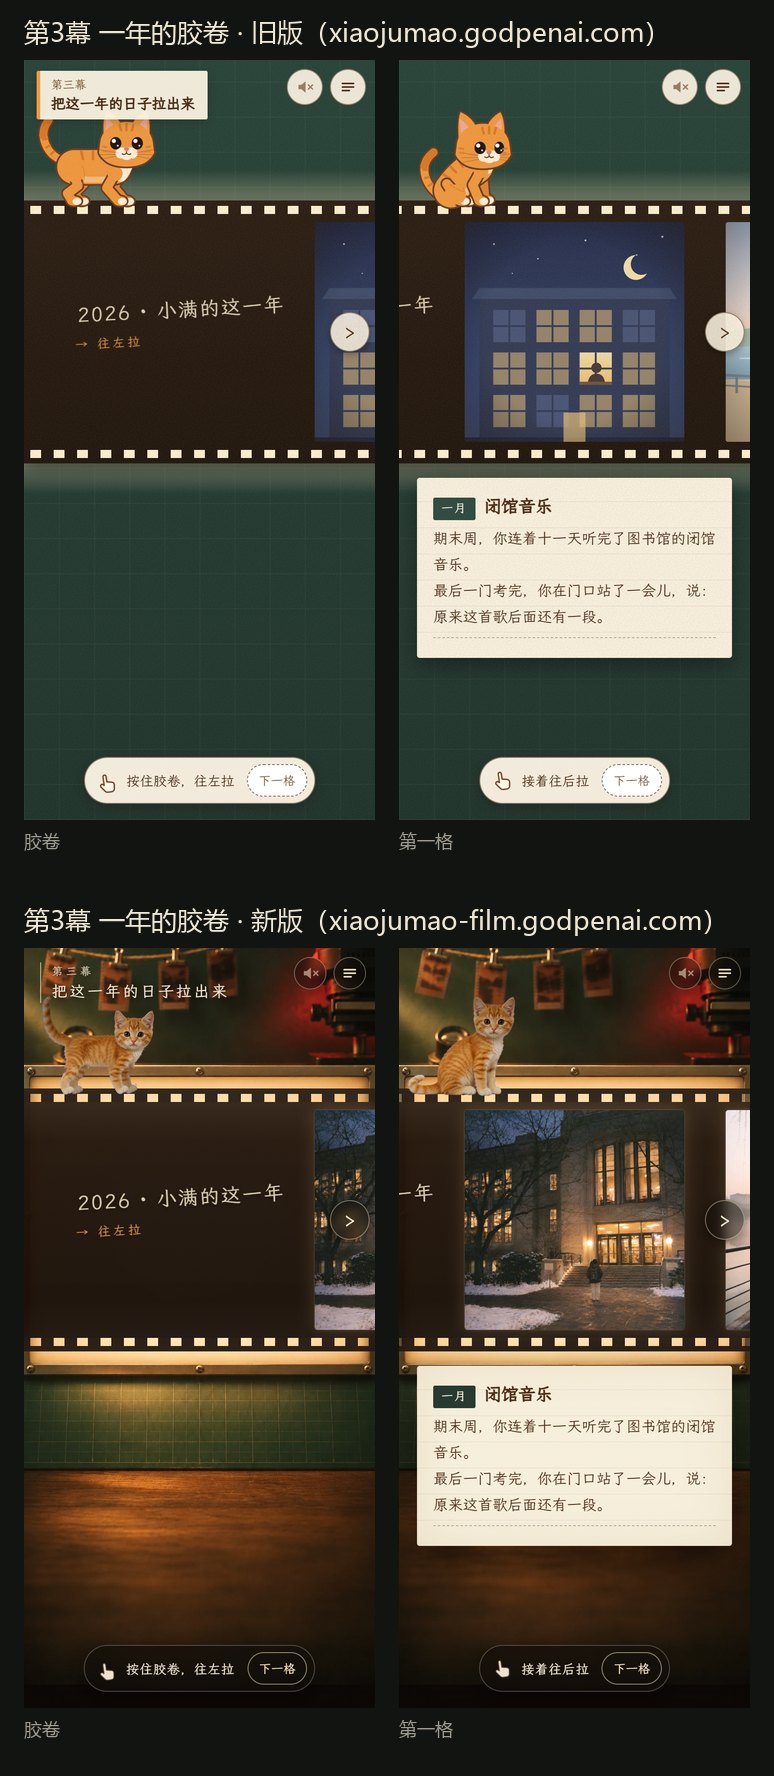 第3幕 一年的胶卷 · 旧版（xiaojumao.godpenai.com）
第三幕
把这一年的日子拉出来
2026 · 小满的这一年
→ 往左拉
按住胶卷，往左拉
下一格
胶卷
一年
一月 闭馆音乐
期末周，你连着十一天听完了图书馆的闭馆
音乐。
最后一门考完，你在门口站了一会儿，说：
原来这首歌后面还有一段。
接着往后拉
下一格
第一格
第3幕 一年的胶卷 · 新版（xiaojumao-film.godpenai.com）
第三幕
把这一年的日子拉出来
2026 · 小满的这一年
→ 往左拉
按住胶卷，往左拉
下一格
胶卷
一年
一月 闭馆音乐
期末周，你连着十一天听完了图书馆的闭馆
音乐。
最后一门考完，你在门口站了一会儿，说：
原来这首歌后面还有一段。
接着往后拉
下一格
第一格